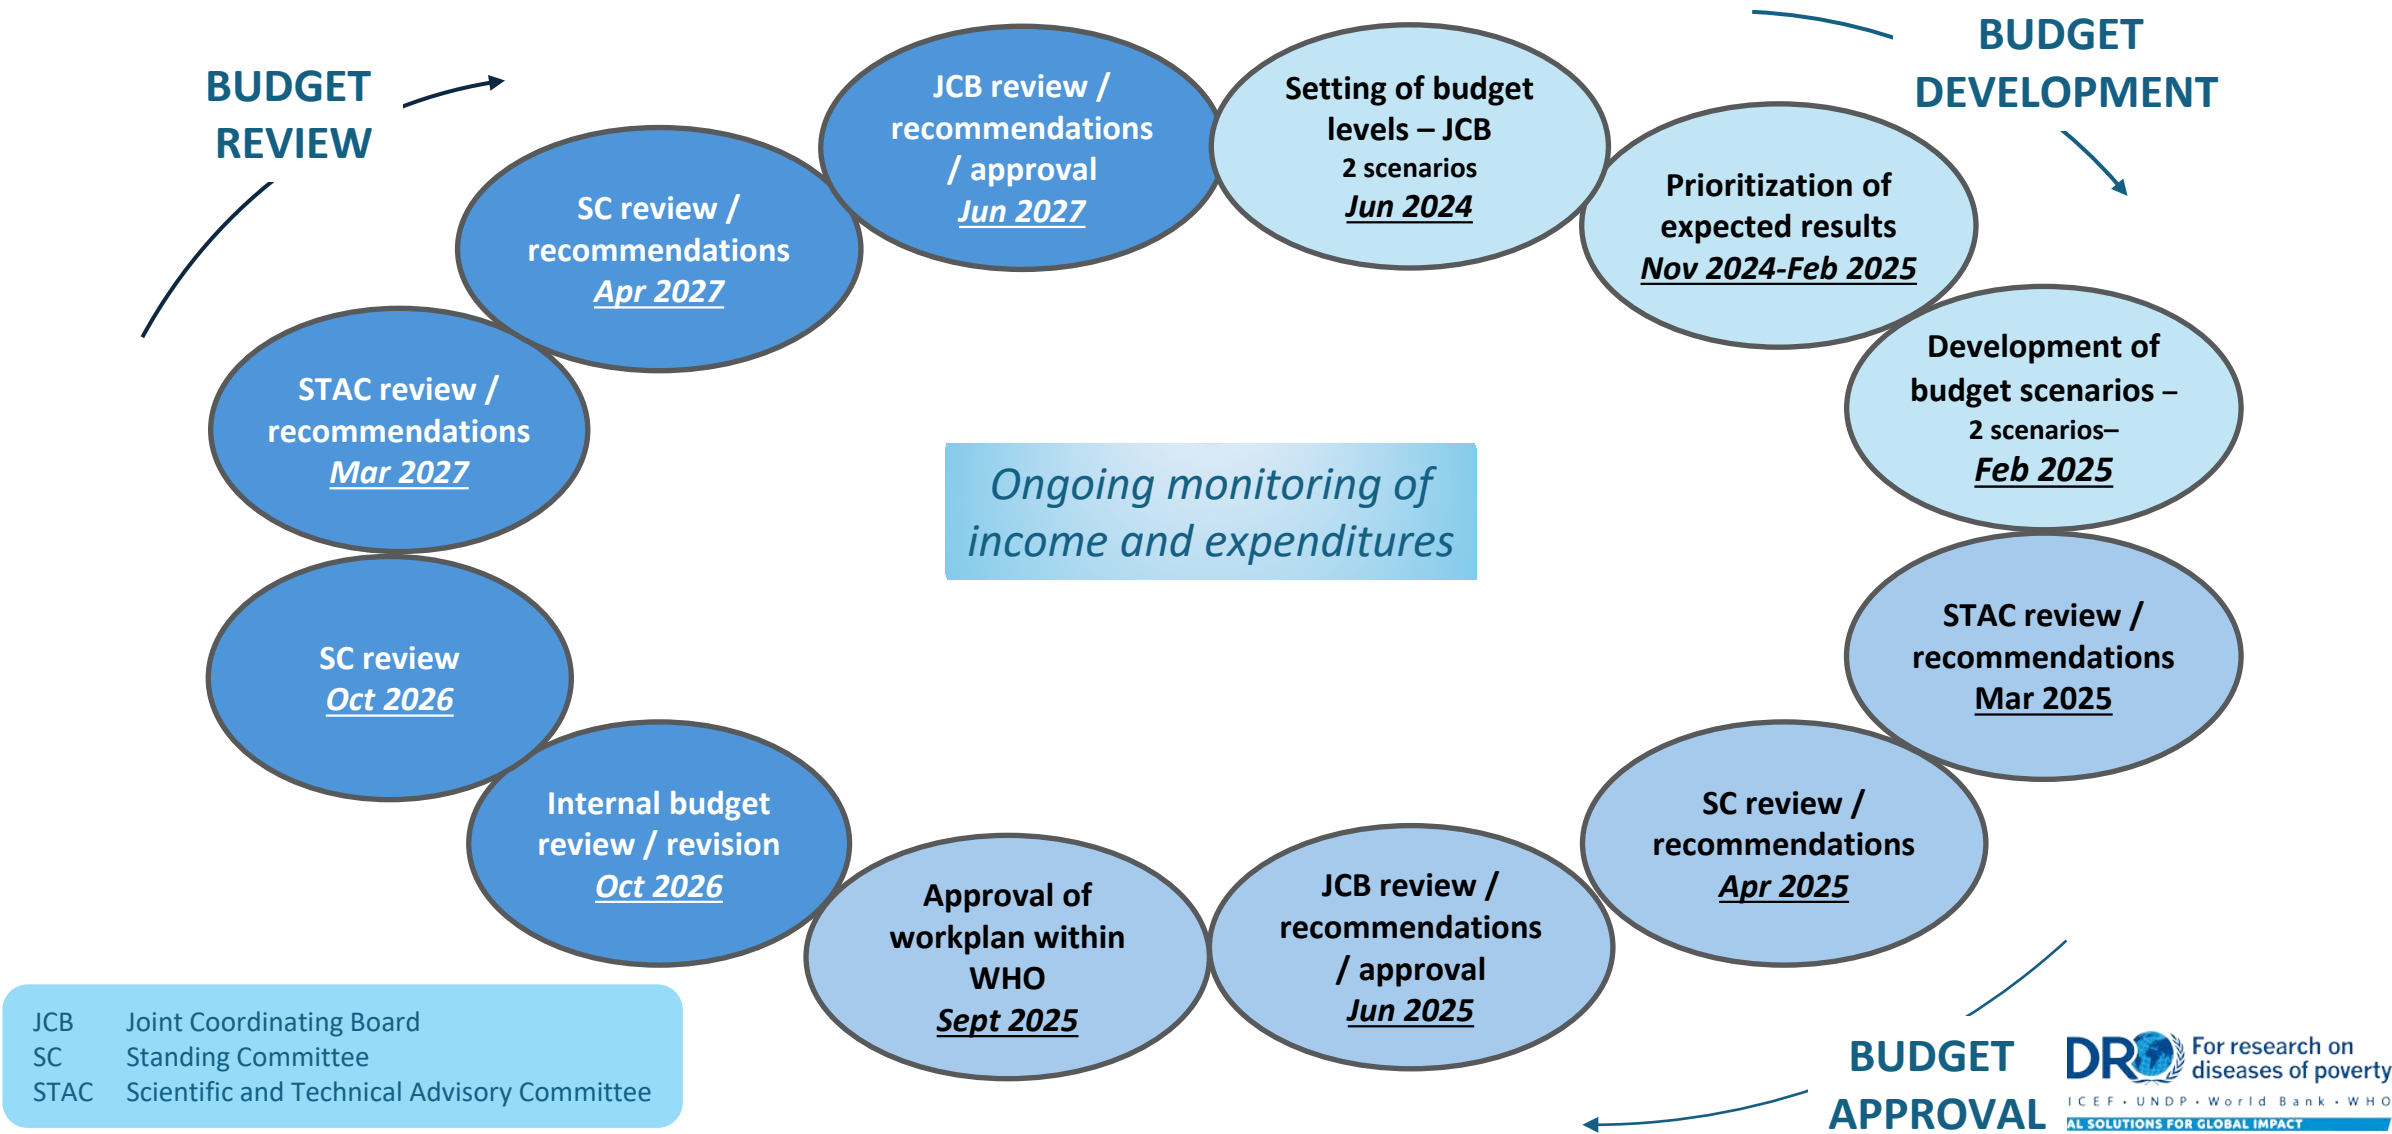 BUDGET
REVIEW
JCB review /
recommendations
/ approval
Jun 2027
Setting of budget
levels – JCB
2 scenarios
Jun 2024
BUDGET
DEVELOPMENT
Prioritization of
expected results
Nov 2024-Feb 2025
Development of
budget scenarios –
2 scenarios–
Feb 2025
STAC review /
recommendations
Mar 2025
SC review /
recommendations
Apr 2025
JCB review /
recommendations
/ approval
Jun 2025
Approval of
workplan within
WHO
Sept 2025
Internal budget
review / revision
Oct 2026
SC review
Oct 2026
STAC review /
recommendations
Mar 2027
SC review /
recommendations
Apr 2027
Ongoing monitoring of
income and expenditures
JCB Joint Coordinating Board
SC Standing Committee
STAC Scientific and Technical Advisory Committee
BUDGET
APPROVAL
DR
For research on
diseases of poverty
ICEF · UNDP · World Bank · WHO
AL SOLUTIONS FOR GLOBAL IMPACT